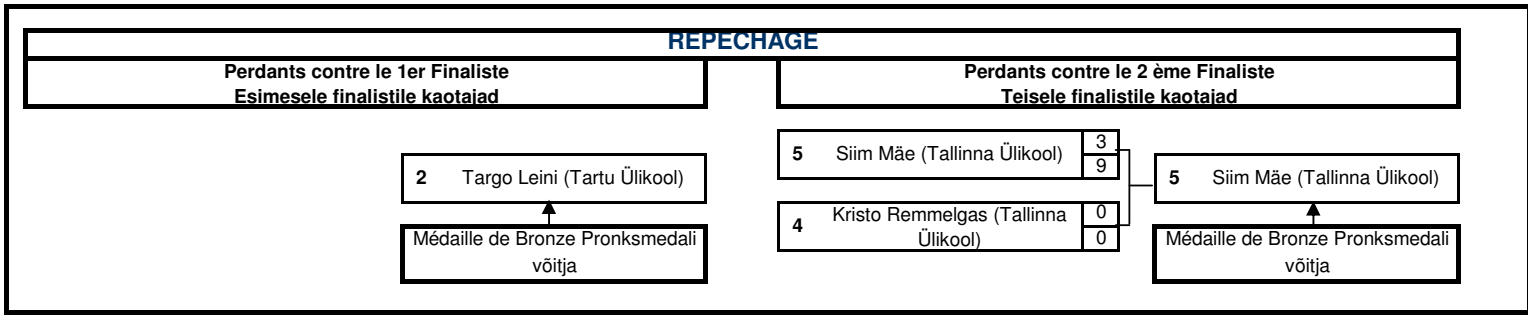 REPECHAGE
Perdants contre le 1er Finaliste
Esimesele finalistile kaotajad
Perdants contre le 2 ème Finaliste
Teisele finalistile kaotajad
2 Targo Leini (Tartu Ülikool)
Médaille de Bronze Pronksmedali
võitja
5 Siim Mäe (Tallinna Ülikool) 3
9
4 Kristo Remmelgas (Tallinna 0
Ülikool) 0
5 Siim Mäe (Tallinna Ülikool)
Médaille de Bronze Pronksmedali
võitja